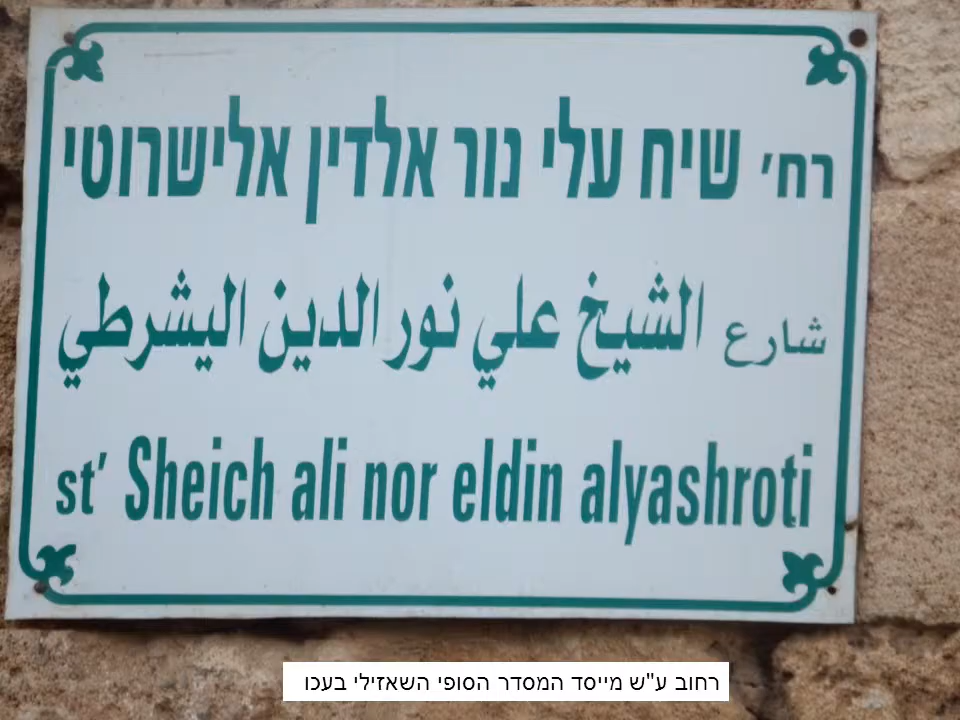 רח' שיח עלי נור אלדין אלישרוטי
شارع الشيخ علي نور الدين اليشرطي
st' Sheich ali nor eldin alyashroti
רחוב ע"ש מייסד המסדר הסופי השאזילי בעכו